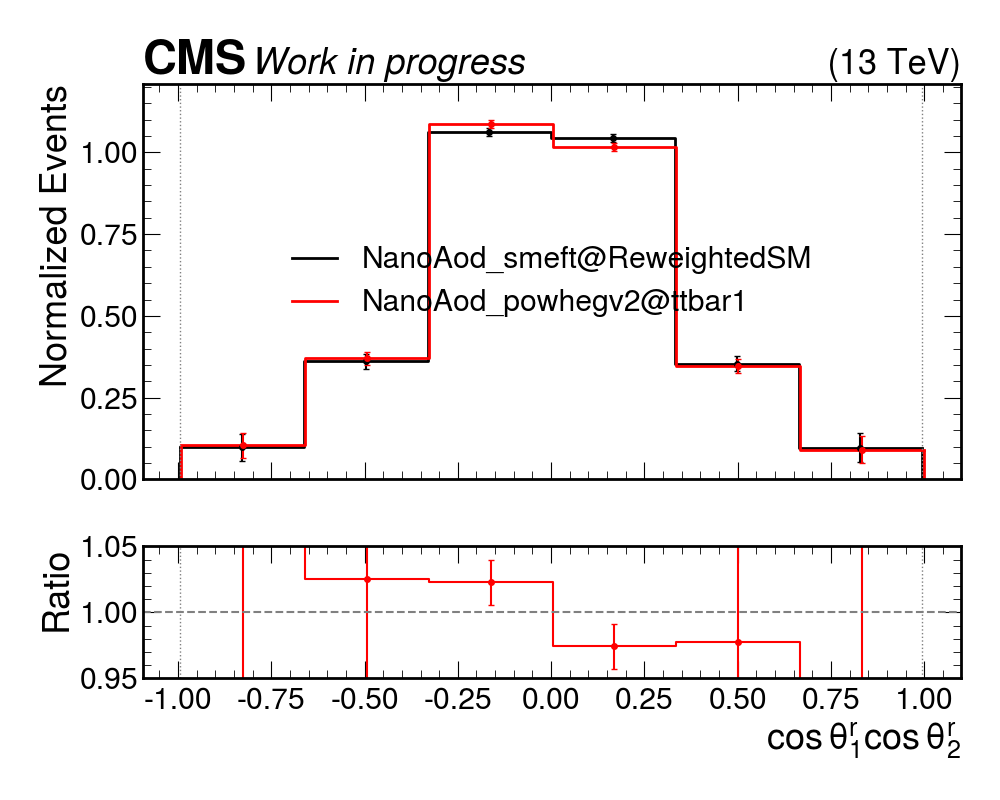 CMS Work in progress (13 TeV)
Normalized Events
1.00
0.75
0.50
0.25
0.00
NanoAod_smeft@ReweightedSM
NanoAod_powhegv2@ttbar1
Ratio
1.05
1.00
0.95
-1.00 -0.75 -0.50 -0.25 0.00 0.25 0.50 0.75 1.00
cos θ₁ʳ cos θ₂ʳ